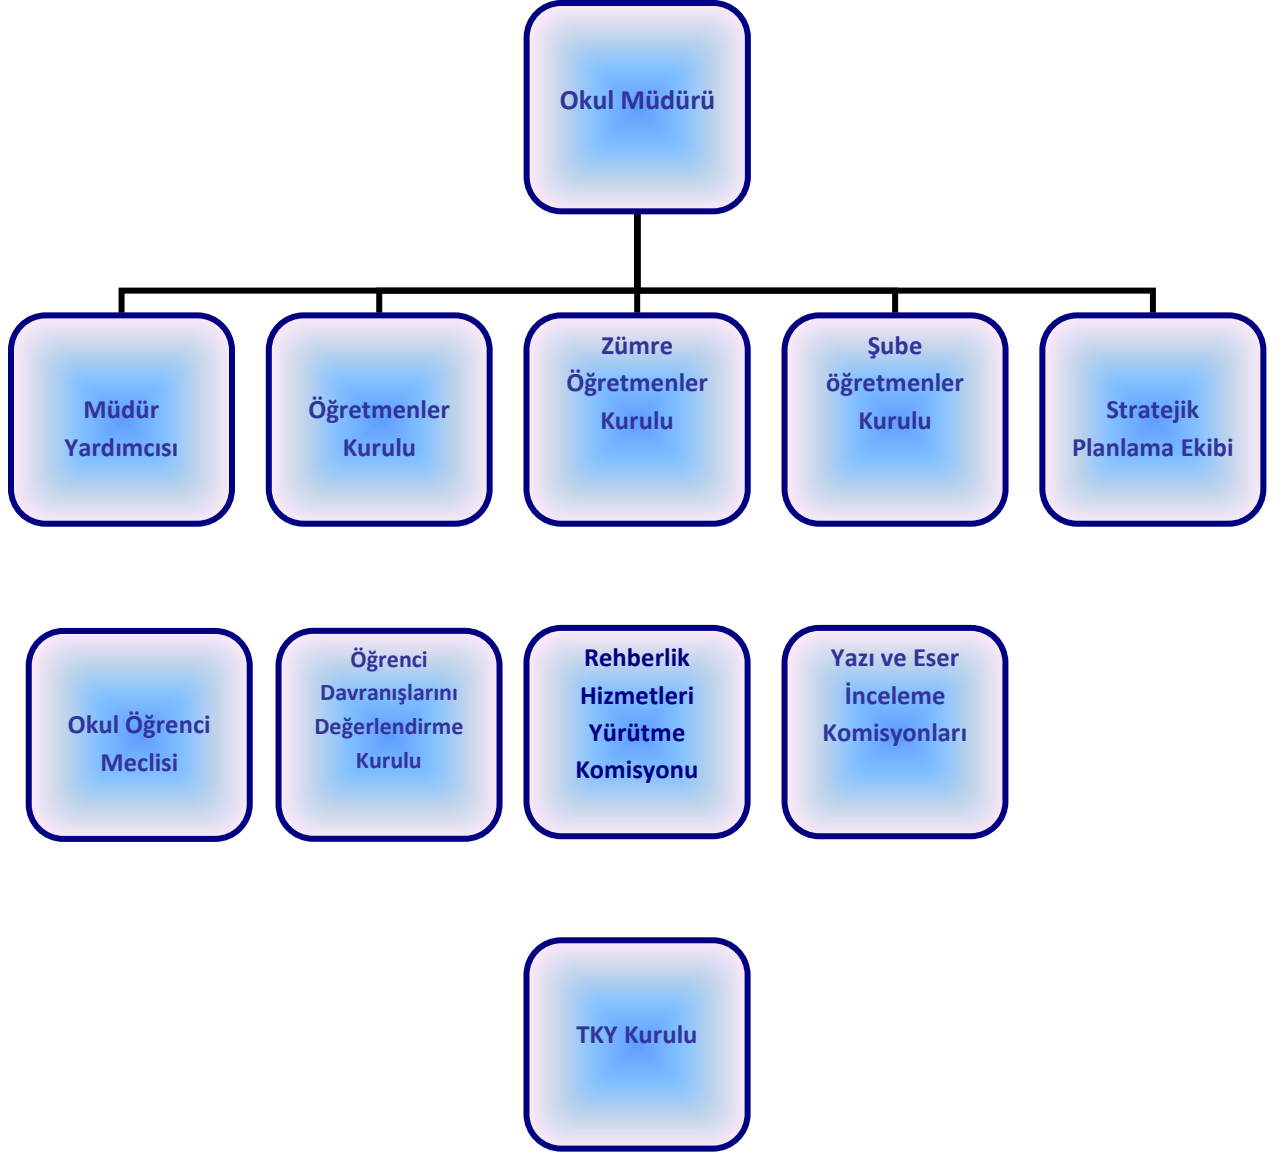 Okul Müdürü
Müdür
Yardımcısı
Öğretmenler
Kurulu
Zümre
Öğretmenler
Kurulu
Şube
öğretmenler
Kurulu
Stratejik
Planlama Ekibi
Okul Öğrenci
Meclisi
Öğrenci
Davranışlarını
Değerlendirme
Kurulu
Rehberlik
Hizmetleri
Yürütme
Komisyonu
Yazı ve Eser
İnceleme
Komisyonları
TKY Kurulu